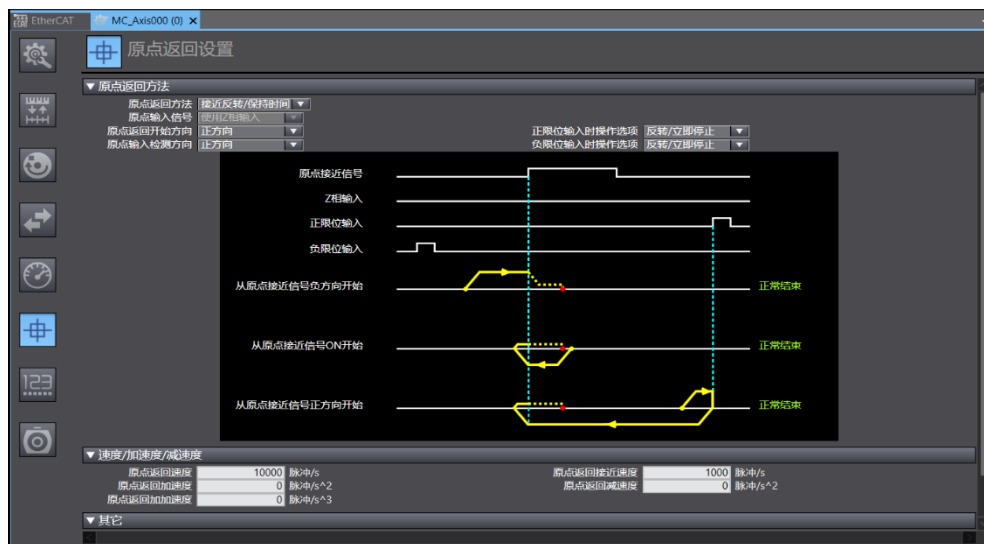 EtherCAT MC_Axis000 (0) ×
原点返回设置
▼ 原点返回方法
原点返回方法 接近反转/保持时间
原点输入信号 使用Z相输入
原点返回开始方向 正方向 正限位输入时操作选项 反转/立即停止
原点输入检测方向 正方向 负限位输入时操作选项 反转/立即停止
原点接近信号
Z相输入
正限位输入
负限位输入
从原点接近信号负方向开始 正常结束
从原点接近信号ON开始 正常结束
从原点接近信号正方向开始 正常结束
▼ 速度/加速度/减速度
原点返回速度 10000 脉冲/s 原点返回接近速度 1000 脉冲/s
原点返回加速度 0 脉冲/s^2 原点返回减速度 0 脉冲/s^2
原点返回加加速度 0 脉冲/s^3
▼ 其它
123